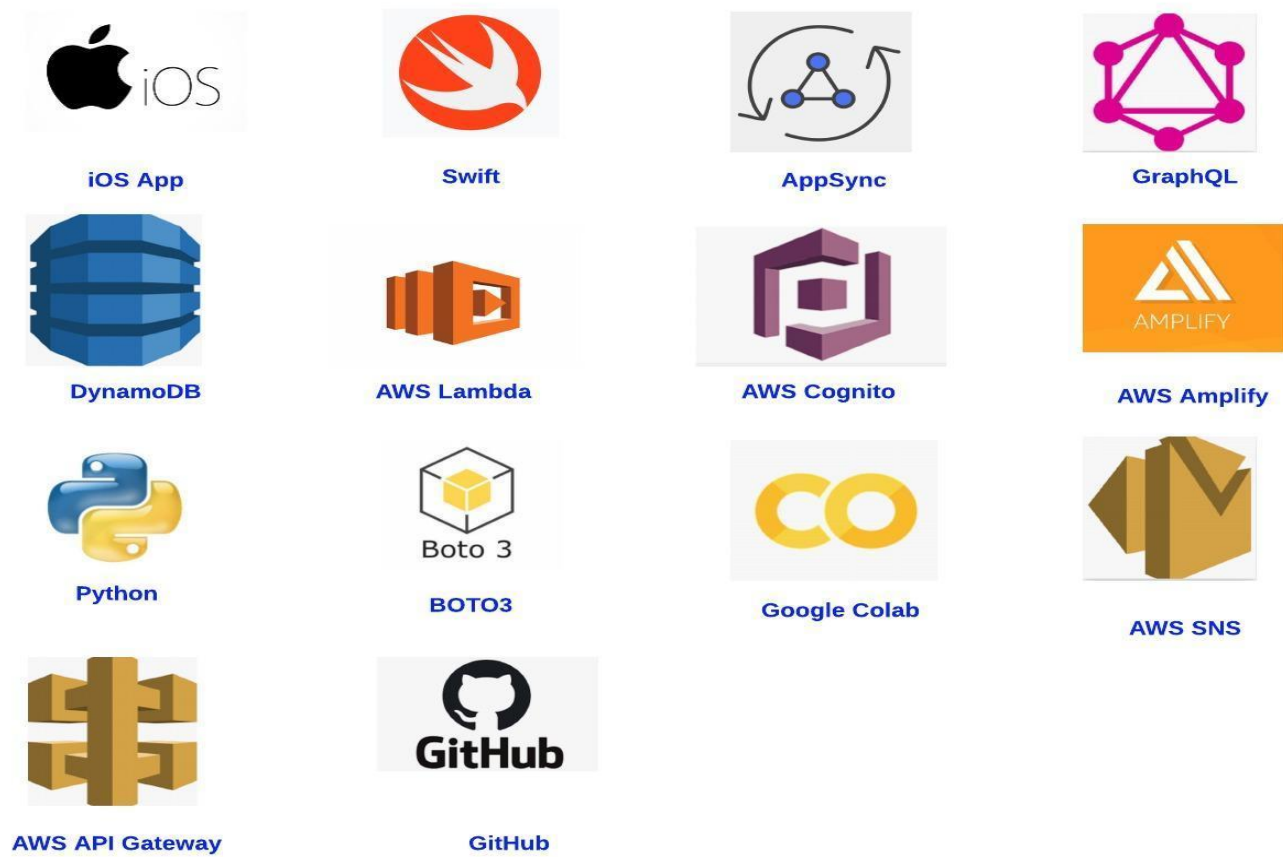 iOS
iOS App
Swift
AppSync
GraphQL
AMPLIFY
DynamoDB
AWS Lambda
AWS Cognito
AWS Amplify
Boto 3
Python
BOTO3
Google Colab
AWS SNS
GitHub
AWS API Gateway
GitHub